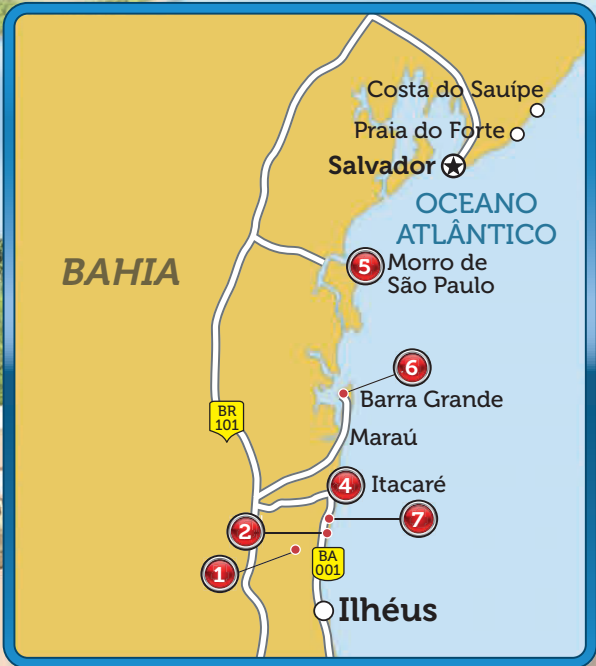 Costa do Sauípe
Praia do Forte
Salvador
OCEANO
ATLÂNTICO
BAHIA
5
Morro de
São Paulo
6
Barra Grande
BR
101
Maraú
4
Itacaré
7
2
BA
001
1
Ilhéus